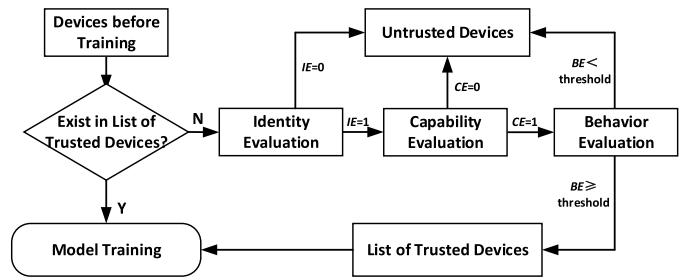 Devices before
Training
Untrusted Devices
IE=0
CE=0
BE<
threshold
Exist in List of
Trusted Devices?
N
Identity
Evaluation
IE=1
Capability
Evaluation
CE=1
Behavior
Evaluation
BE≥
threshold
Y
Model Training
List of Trusted Devices